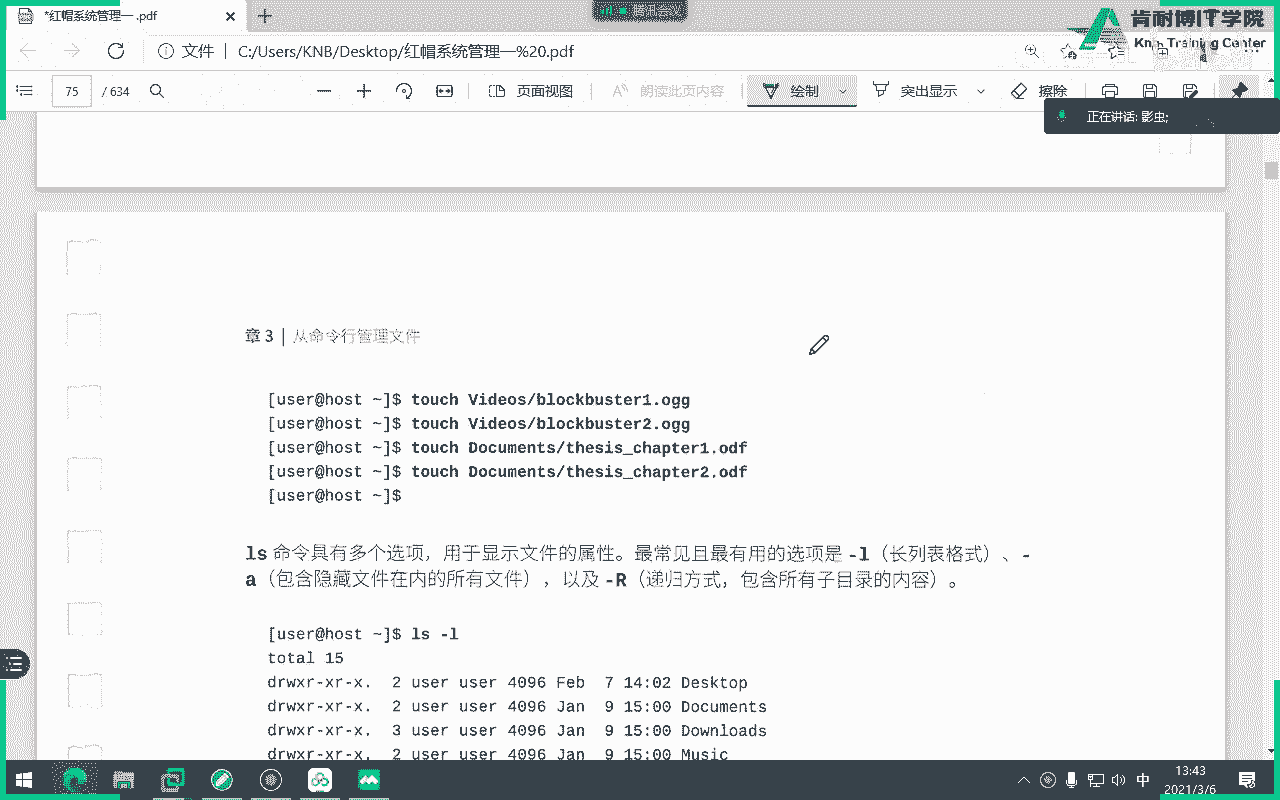 *红帽系统管理一 .pdf
肯耐博IT学院
Knb Training Center
文件
C:/Users/KNB/Desktop/红帽系统管理一%20.pdf
75 / 634
页面视图
朗读此页内容
绘制
突出显示
擦除
正在讲话: 影虫;
章 3 | 从命令行管理文件
[user@host ~]$ touch Videos/blockbuster1.ogg
[user@host ~]$ touch Videos/blockbuster2.ogg
[user@host ~]$ touch Documents/thesis_chapter1.odf
[user@host ~]$ touch Documents/thesis_chapter2.odf
[user@host ~]$
ls 命令具有多个选项，用于显示文件的属性。最常见且最有用的选项是 -l（长列表格式）、-
a（包含隐藏文件在内的所有文件），以及 -R（递归方式，包含所有子目录的内容）。
[user@host ~]$ ls -l
total 15
drwxr-xr-x. 2 user user 4096 Feb 7 14:02 Desktop
drwxr-xr-x. 2 user user 4096 Jan 9 15:00 Documents
drwxr-xr-x. 3 user user 4096 Jan 9 15:00 Downloads
drwxr-xr-x. 2 user user 4096 Jan 9 15:00 Music
中
13:43
2021/3/6